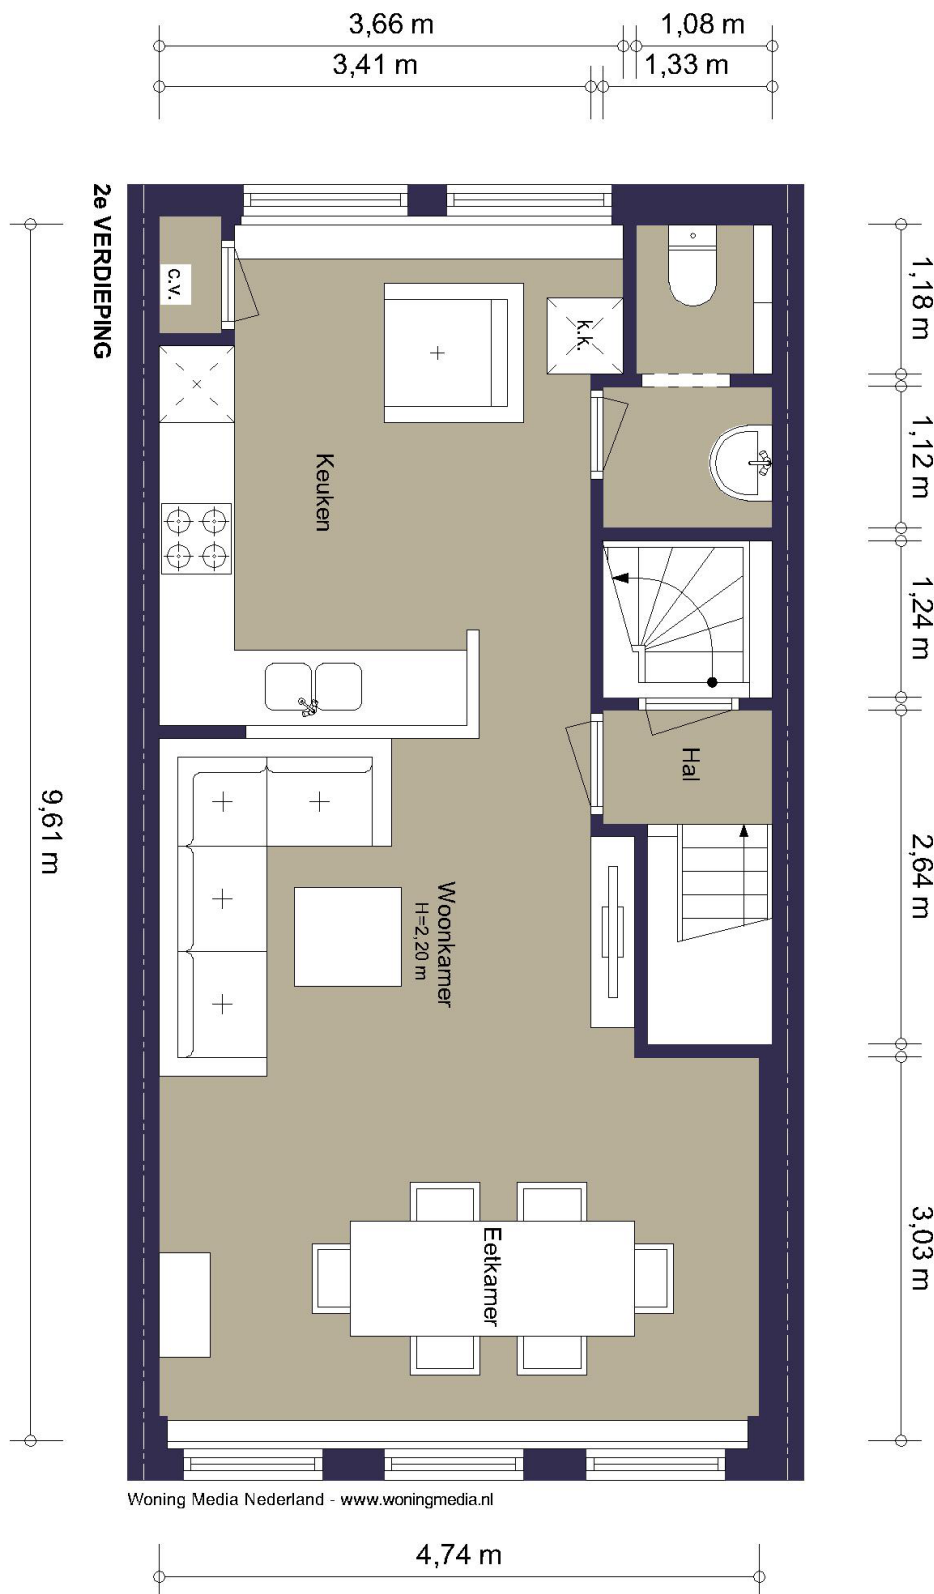 3,66 m
1,08 m
3,41 m
1,33 m
2e VERDIEPING
c.v.
k.k.
1,18 m
Keuken
1,12 m
1,24 m
Hal
9,61 m
Woonkamer
H=2,20 m
2,64 m
Eetkamer
3,03 m
Woning Media Nederland - www.woningmedia.nl
4,74 m